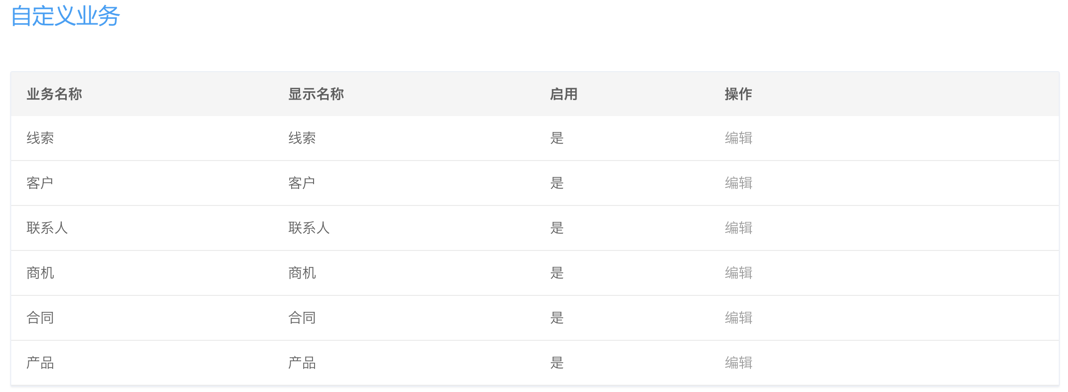 自定义业务
业务名称 显示名称 启用 操作
线索 线索 是 编辑
客户 客户 是 编辑
联系人 联系人 是 编辑
商机 商机 是 编辑
合同 合同 是 编辑
产品 产品 是 编辑